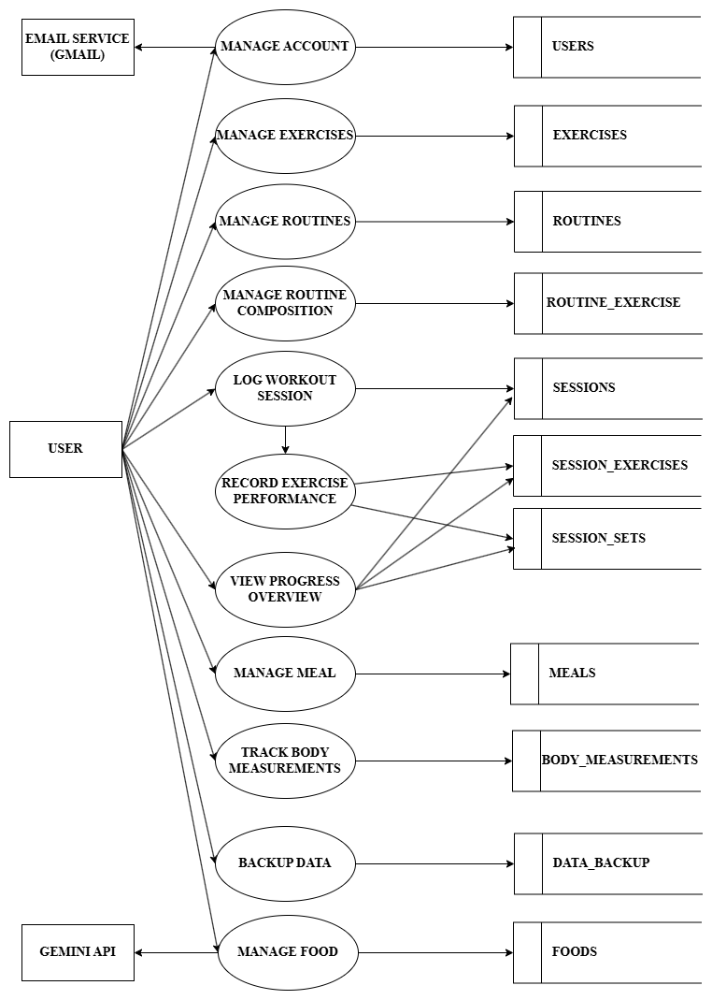 EMAIL SERVICE
(GMAIL)
MANAGE ACCOUNT
USERS
MANAGE EXERCISES
EXERCISES
MANAGE ROUTINES
ROUTINES
MANAGE ROUTINE
COMPOSITION
ROUTINE_EXERCISE
LOG WORKOUT
SESSION
SESSIONS
USER
RECORD EXERCISE
PERFORMANCE
SESSION_EXERCISES
SESSION_SETS
VIEW PROGRESS
OVERVIEW
MANAGE MEAL
MEALS
TRACK BODY
MEASUREMENTS
BODY_MEASUREMENTS
BACKUP DATA
DATA_BACKUP
GEMINI API
MANAGE FOOD
FOODS